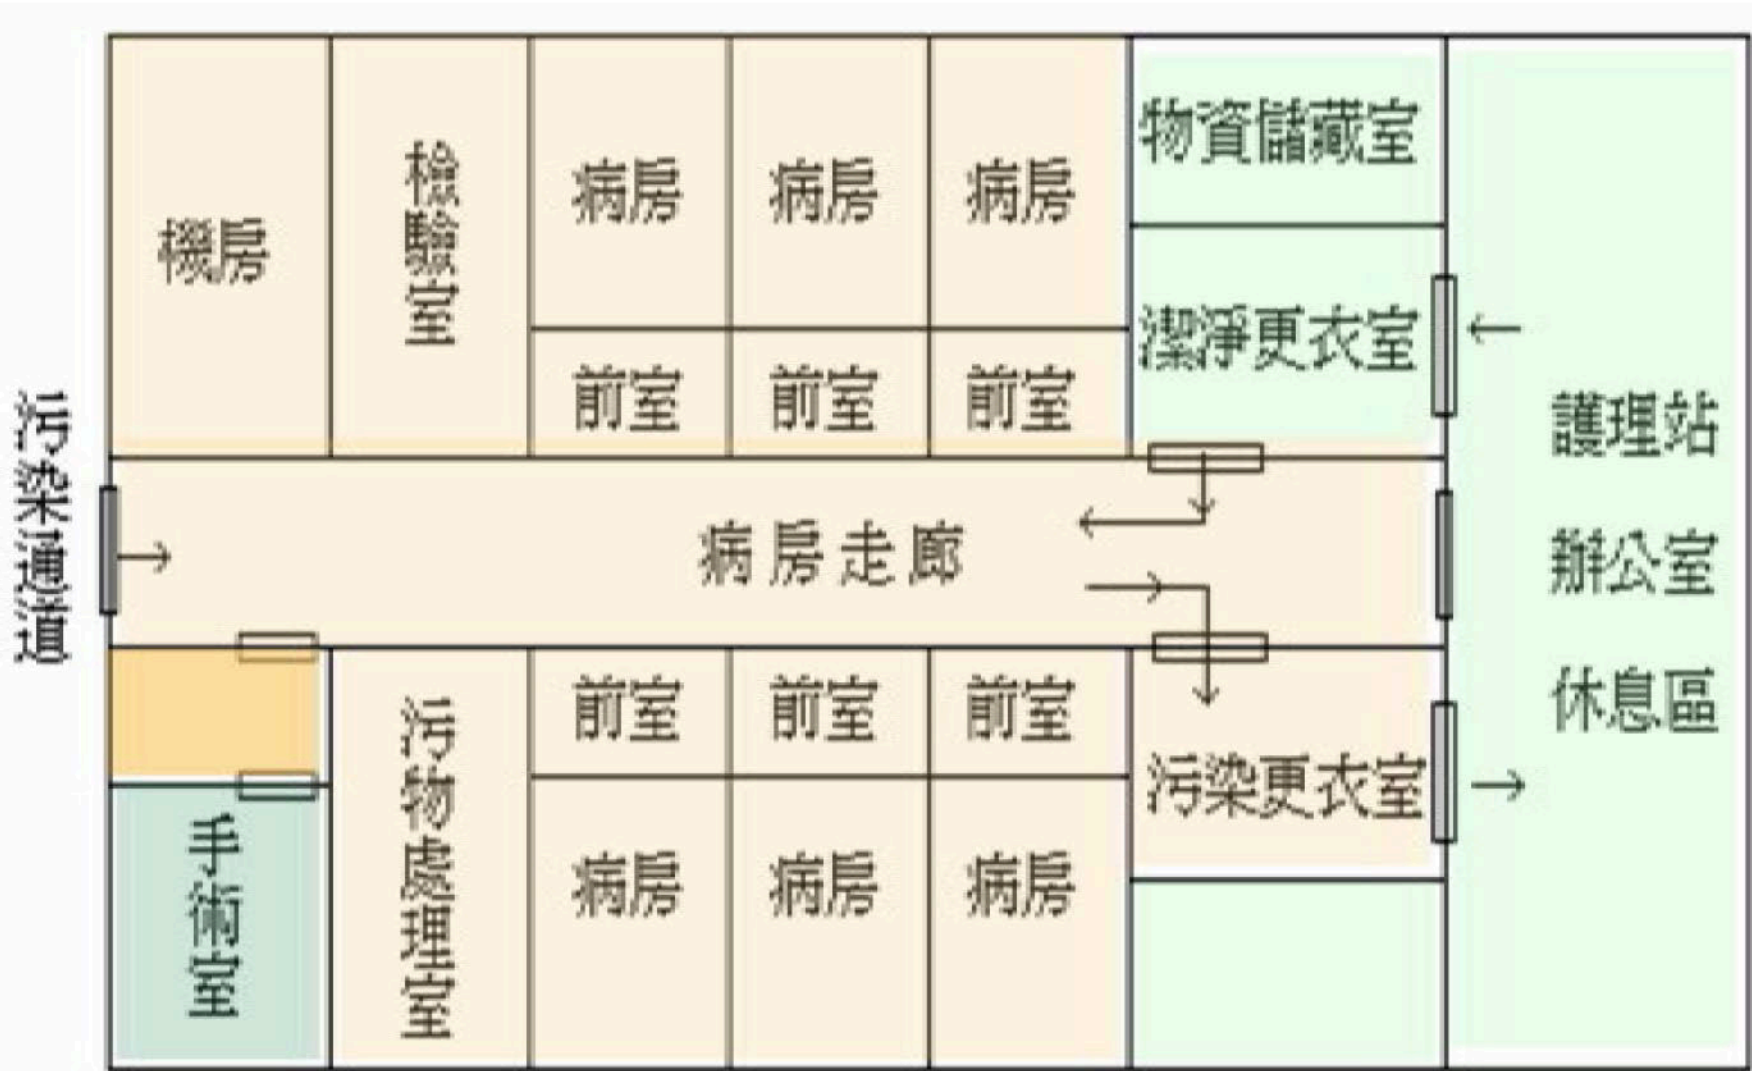 物資儲藏室
病房
病房
病房
檢驗室
機房
潔淨更衣室
前室
前室
前室
護理站
污染通道
病房走廊
辦公室
前室
前室
前室
休息區
污染更衣室
污物處理室
手術室
病房
病房
病房